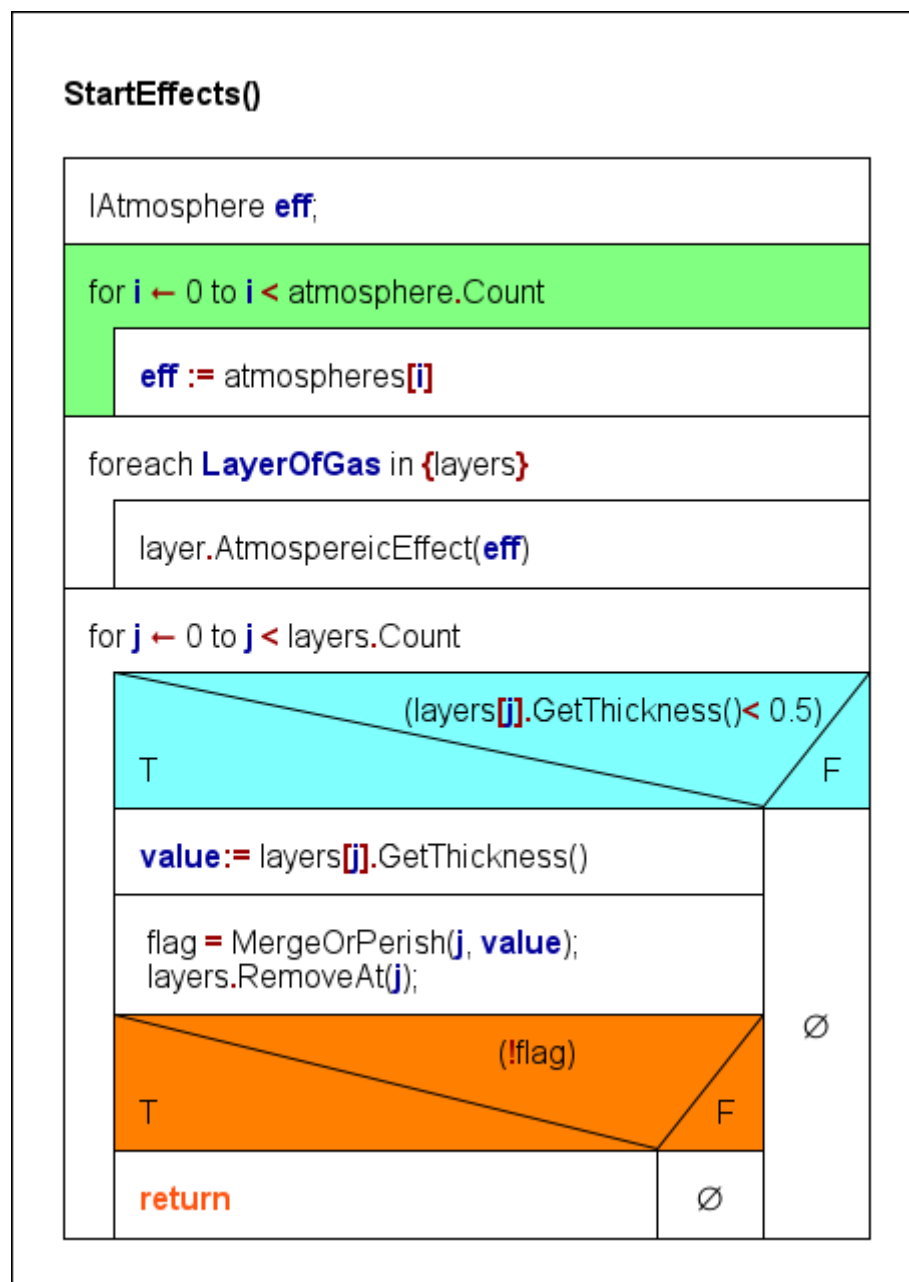 StartEffects()
IAtmosphere eff;
for i ← 0 to i < atmosphere.Count
eff := atmospheres[i]
foreach LayerOfGas in {layers}
layer.AtmospereicEffect(eff)
for j ← 0 to j < layers.Count
(layers[j].GetThickness()< 0.5)
T F
value:= layers[j].GetThickness()
flag = MergeOrPerish(j, value);
layers.RemoveAt(j);
∅
(!flag)
T F
return ∅